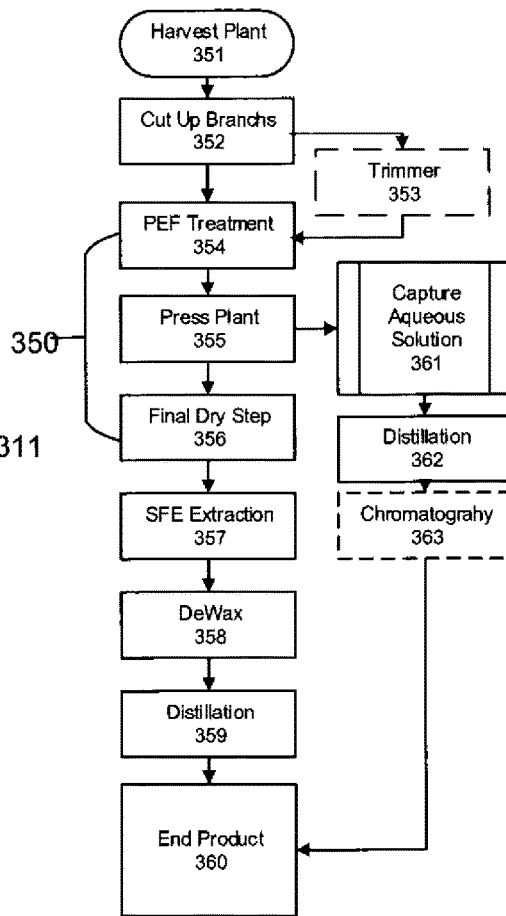 Harvest Plant
351
Cut Up Branchs
352
Trimmer
353
PEF Treatment
354
Press Plant
355
Capture
Aqueous
Solution
361
350
Final Dry Step
356
311
Distillation
362
SFE Extraction
357
Chromatograhy
363
DeWax
358
Distillation
359
End Product
360